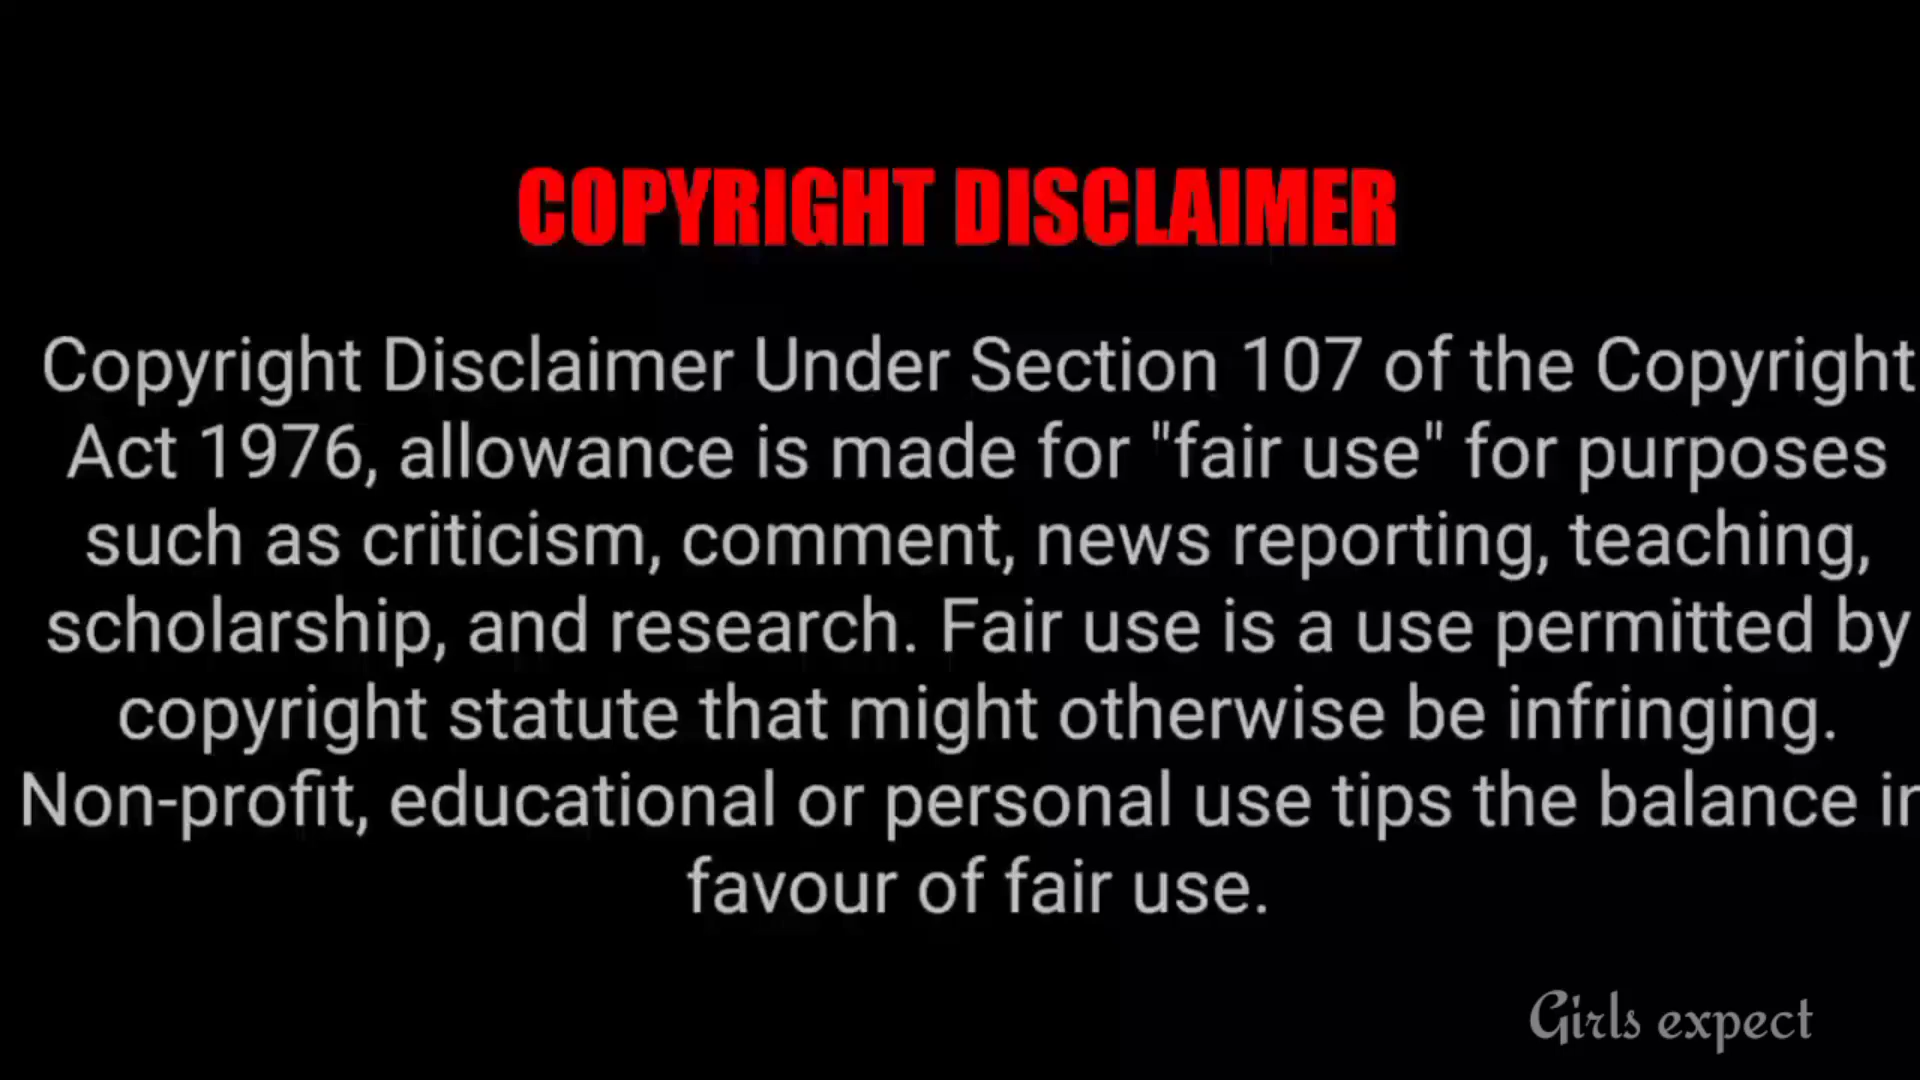 COPYRIGHT DISCLAIMER
Copyright Disclaimer Under Section 107 of the Copyright
Act 1976, allowance is made for "fair use" for purposes
such as criticism, comment, news reporting, teaching,
scholarship, and research. Fair use is a use permitted by
copyright statute that might otherwise be infringing.
Non-profit, educational or personal use tips the balance in
favour of fair use.
Girls expect